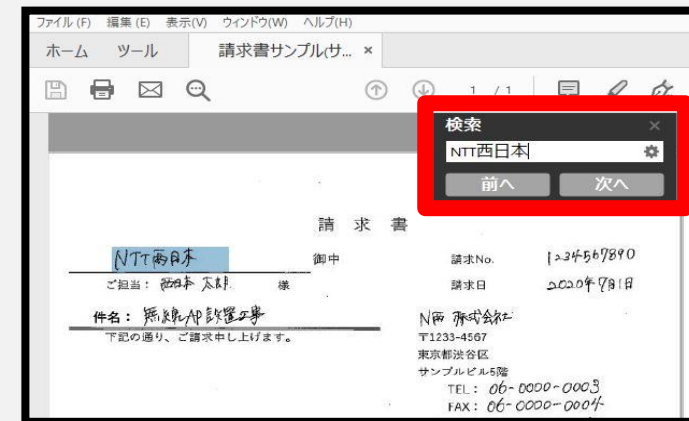 ファイル(F) 編集(E) 表示(V) ウィンドウ(W) ヘルプ(H)
ホーム ツール 請求書サンプル(サ... ×
1 / 1
検索 ×
NTT西日本
前へ 次へ
請 求 書
NTT西日本 御中 請求No. 1234567890
ご担当: 西日本 太郎 様 請求日 2020年7月1日
件名: 無線AP設置工事 N西 株式会社
下記の通り、ご請求申し上げます。 〒1233-4567
東京都渋谷区
サンプルビル5階
TEL: 06-0000-0003
FAX: 06-0000-0004